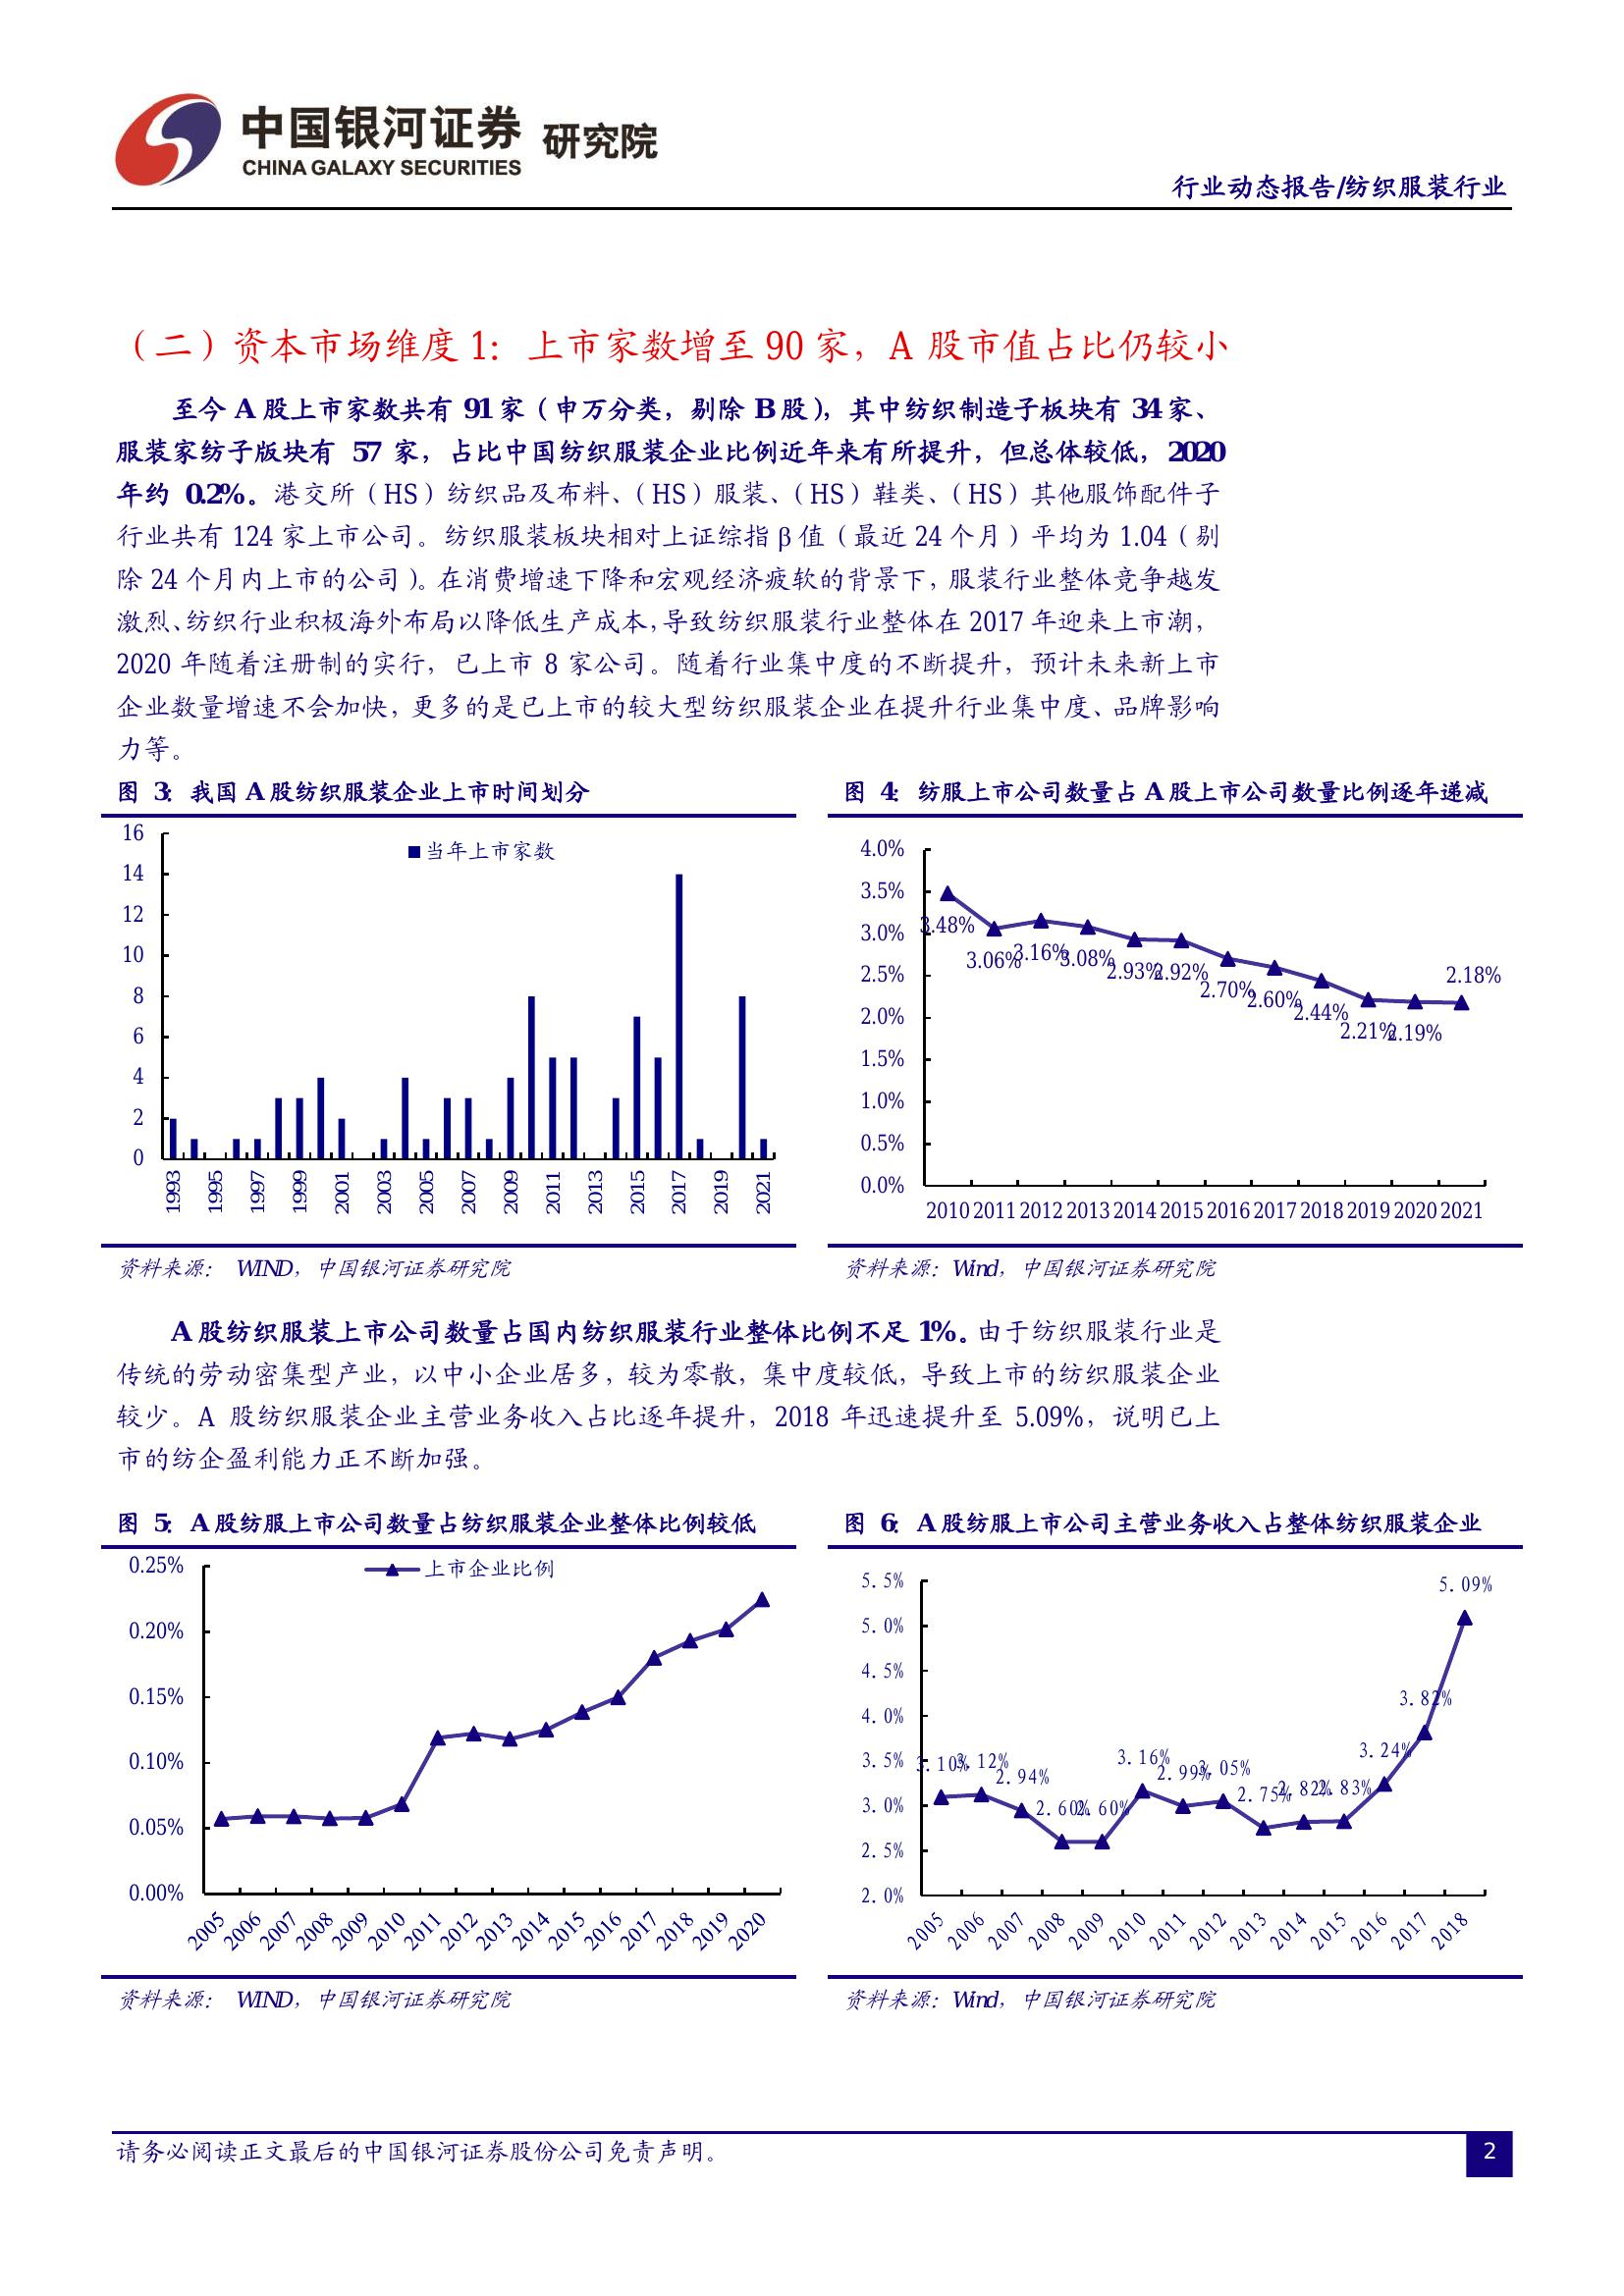 中国银河证券 研究院
CHINA GALAXY SECURITIES
行业动态报告/纺织服装行业
（二）资本市场维度 1：上市家数增至 90 家，A 股市值占比仍较小
至今 A 股上市家数共有 91 家（申万分类，剔除 B 股），其中纺织制造子板块有 34 家、
服装家纺子版块有 57 家，占比中国纺织服装企业比例近年来有所提升，但总体较低，2020
年约 0.2%。港交所（HS）纺织品及布料、（HS）服装、（HS）鞋类、（HS）其他服饰配件子
行业共有 124 家上市公司。纺织服装板块相对上证综指 β 值（最近 24 个月）平均为 1.04（剔
除 24 个月内上市的公司）。在消费增速下降和宏观经济疲软的背景下，服装行业整体竞争越发
激烈、纺织行业积极海外布局以降低生产成本，导致纺织服装行业整体在 2017 年迎来上市潮，
2020 年随着注册制的实行，已上市 8 家公司。随着行业集中度的不断提升，预计未来新上市
企业数量增速不会加快，更多的是已上市的较大型纺织服装企业在提升行业集中度、品牌影响
力等。
图 3：我国 A 股纺织服装企业上市时间划分
16
14
12
10
8
6
4
2
0
当年上市家数
1993 1995 1997 1999 2001 2003 2005 2007 2009 2011 2013 2015 2017 2019 2021
资料来源： WIND，中国银河证券研究院
图 4：纺服上市公司数量占 A 股上市公司数量比例逐年递减
4.0%
3.5%
3.0%
2.5%
2.0%
1.5%
1.0%
0.5%
0.0%
3.48% 3.06% 3.16% 3.08% 2.93% 2.92% 2.70% 2.60% 2.44% 2.21% 2.19% 2.18%
2010 2011 2012 2013 2014 2015 2016 2017 2018 2019 2020 2021
资料来源：Wind，中国银河证券研究院
A 股纺织服装上市公司数量占国内纺织服装行业整体比例不足 1%。由于纺织服装行业是
传统的劳动密集型产业，以中小企业居多，较为零散，集中度较低，导致上市的纺织服装企业
较少。A 股纺织服装企业主营业务收入占比逐年提升，2018 年迅速提升至 5.09%，说明已上
市的纺企盈利能力正不断加强。
图 5：A 股纺服上市公司数量占纺织服装企业整体比例较低
0.25%
0.20%
0.15%
0.10%
0.05%
0.00%
上市企业比例
2005 2006 2007 2008 2009 2010 2011 2012 2013 2014 2015 2016 2017 2018 2019 2020
资料来源： WIND，中国银河证券研究院
图 6：A 股纺服上市公司主营业务收入占整体纺织服装企业
5.5%
5.0%
4.5%
4.0%
3.5%
3.0%
2.5%
2.0%
3.10% 3.12% 2.94% 2.60% 2.60% 3.16% 2.99% 3.05% 2.75% 2.82% 2.83% 3.24% 3.82% 5.09%
2005 2006 2007 2008 2009 2010 2011 2012 2013 2014 2015 2016 2017 2018
资料来源：Wind，中国银河证券研究院
请务必阅读正文最后的中国银河证券股份公司免责声明。
2